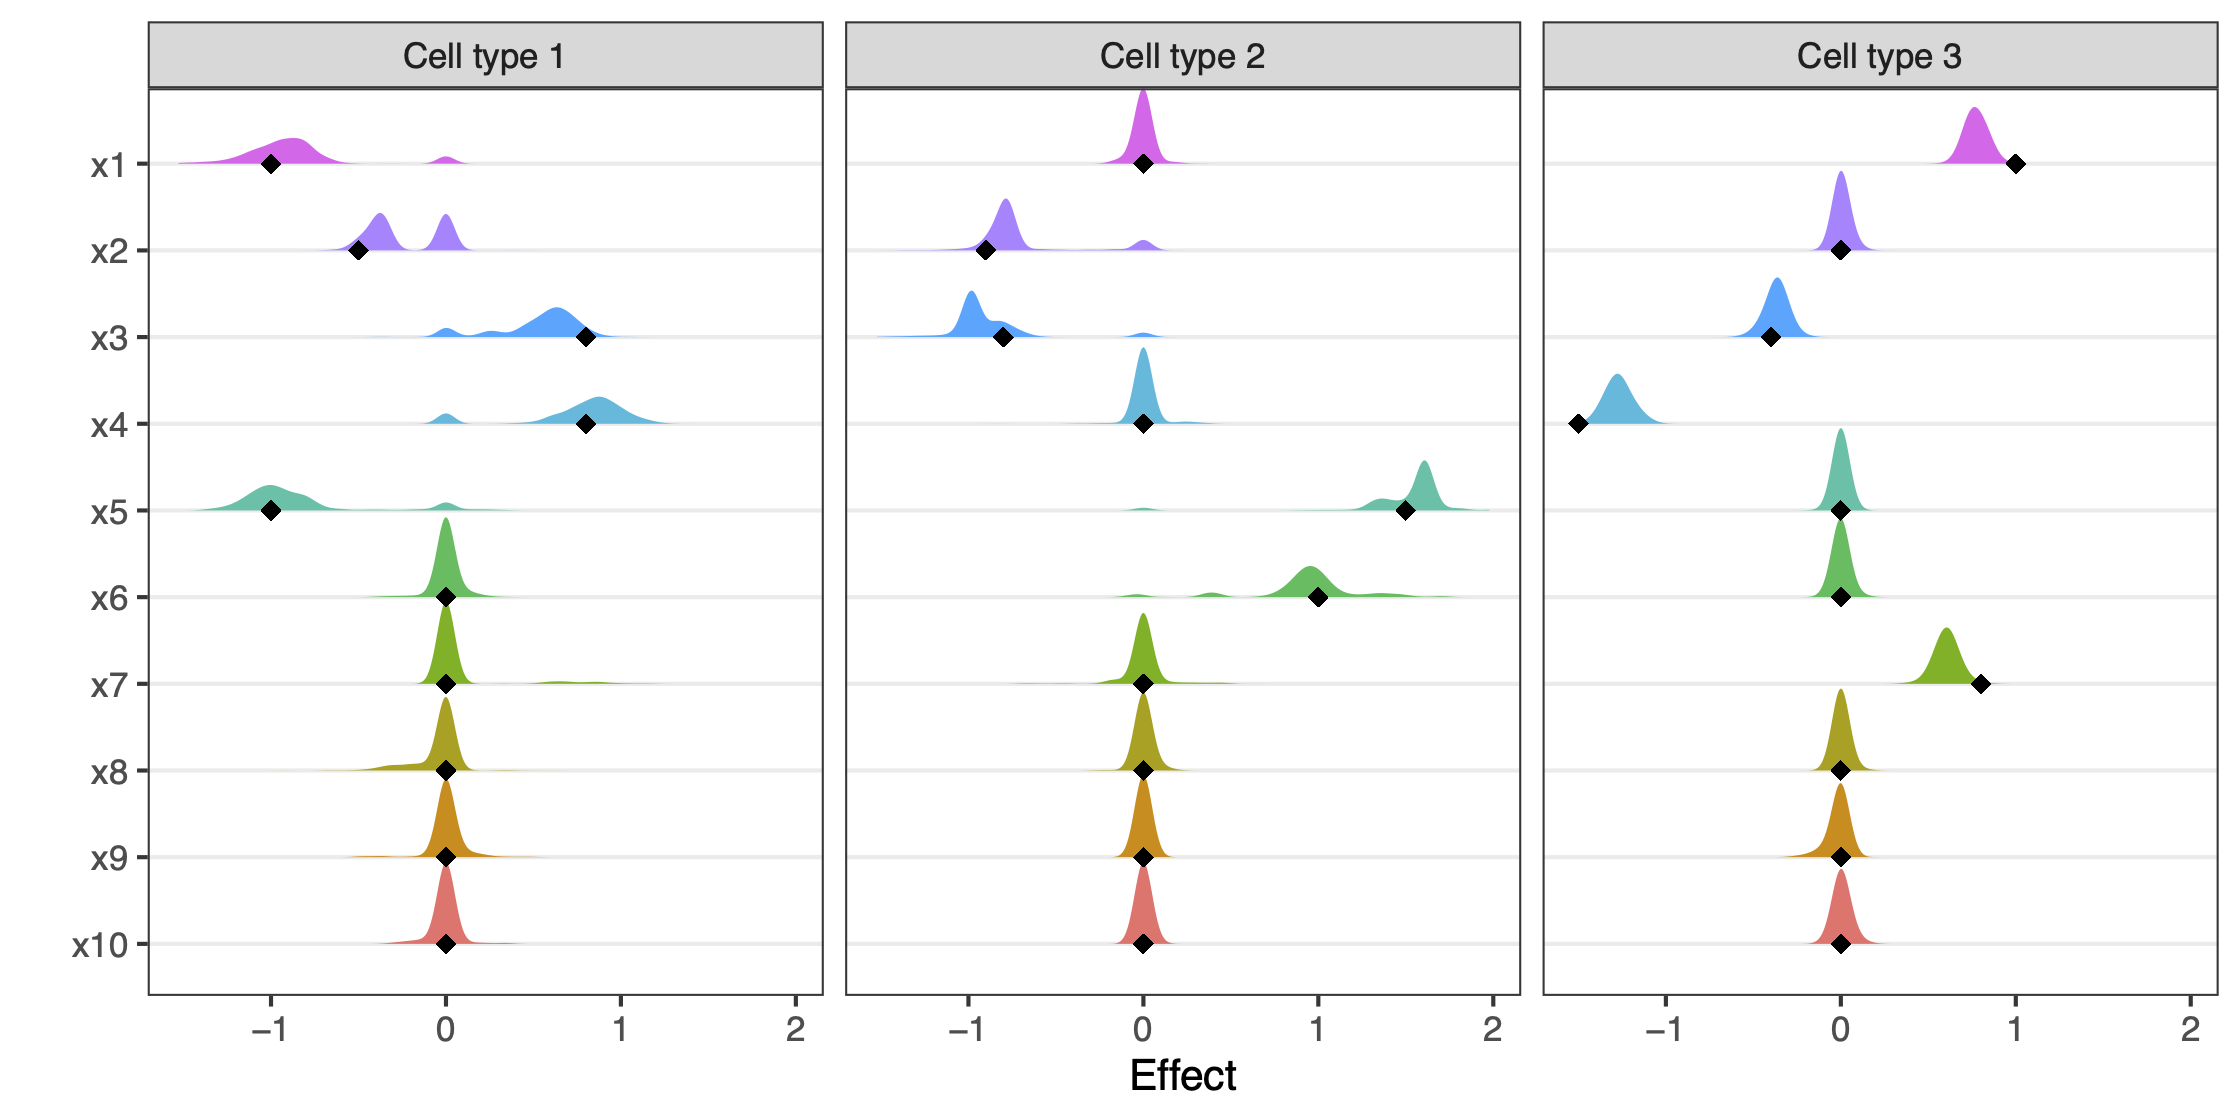 Cell type 1 Cell type 2 Cell type 3
x1
x2
x3
x4
x5
x6
x7
x8
x9
x10
−1 0 1 2 −1 0 1 2 −1 0 1 2
Effect